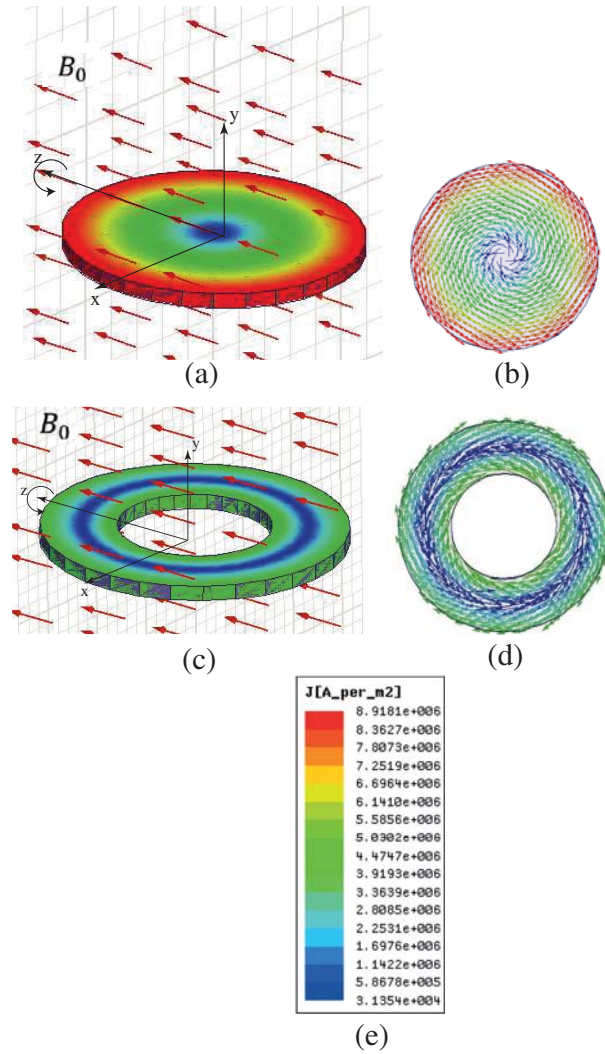 B₀
y
z
x
(a)
(b)
B₀
y
z
x
(c)
(d)
J[A_per_m2]
8.9181e+006
8.3627e+006
7.8073e+006
7.2519e+006
6.6964e+006
6.1410e+006
5.5856e+006
5.0302e+006
4.4747e+006
3.9193e+006
3.3639e+006
2.8085e+006
2.2531e+006
1.6976e+006
1.1422e+006
5.8678e+005
3.1354e+004
(e)